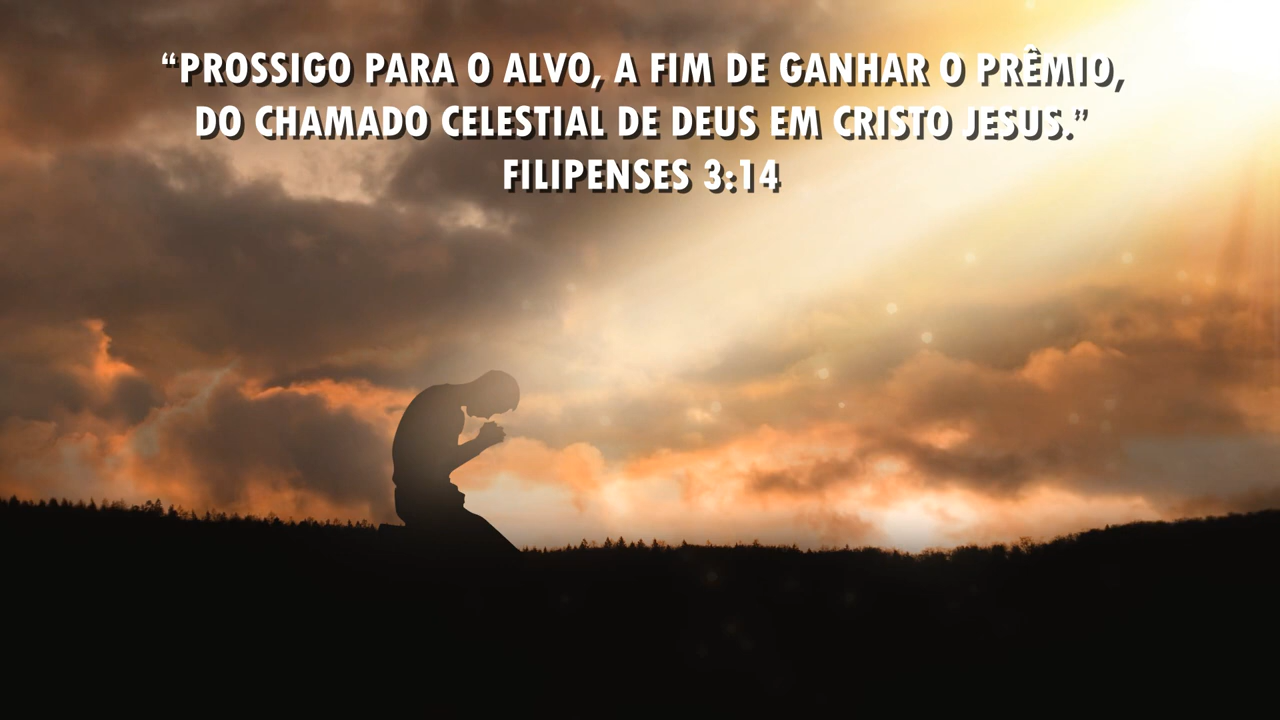 “PROSSIGO PARA O ALVO, A FIM DE GANHAR O PRÊMIO,
DO CHAMADO CELESTIAL DE DEUS EM CRISTO JESUS.”
FILIPENSES 3:14